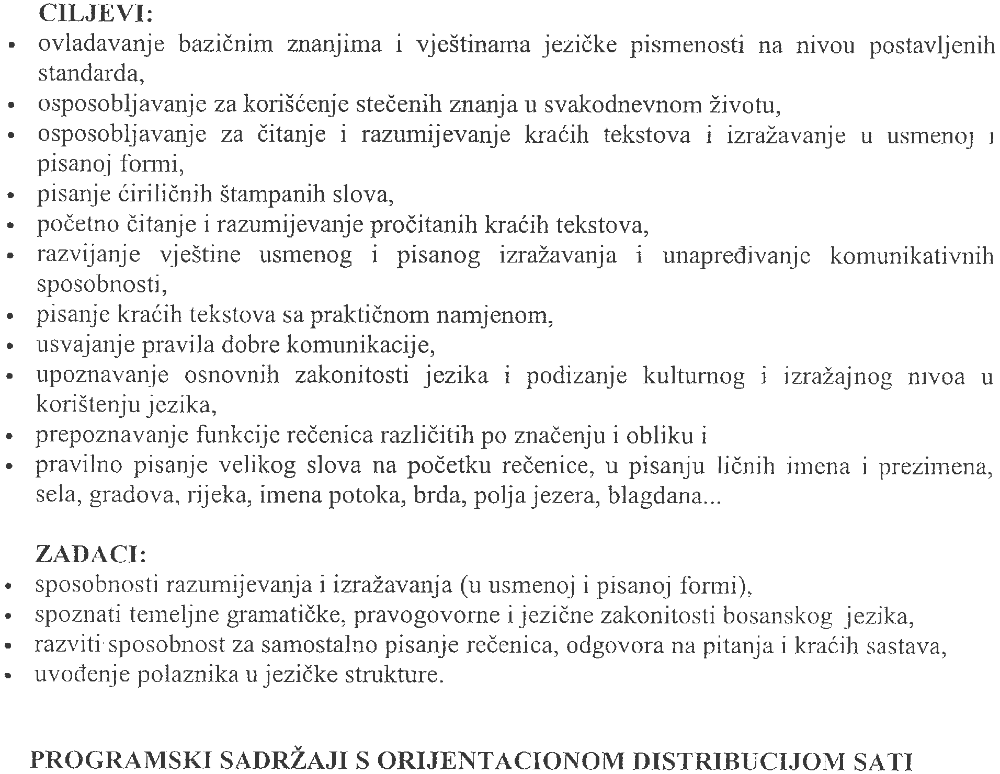 CILJEVI:
• ovladavanje bazičnim znanjima i vještinama jezičke pismenosti na nivou postavljenih
standarda,
• osposobljavanje za korišćenje stečenih znanja u svakodnevnom životu,
• osposobljavanje za čitanje i razumijevanje kraćih tekstova i izražavanje u usmenoj i
pisanoj formi,
• pisanje ćiriličnih štampanih slova,
• početno čitanje i razumijevanje pročitanih kraćih tekstova,
• razvijanje vještine usmenog i pisanog izražavanja i unapređivanje komunikativnih
sposobnosti,
• pisanje kraćih tekstova sa praktičnom namjenom,
• usvajanje pravila dobre komunikacije,
• upoznavanje osnovnih zakonitosti jezika i podizanje kulturnog i izražajnog nivoa u
korištenju jezika,
• prepoznavanje funkcije rečenica različitih po značenju i obliku i
• pravilno pisanje velikog slova na početku rečenice, u pisanju ličnih imena i prezimena,
sela, gradova, rijeka, imena potoka, brda, polja jezera, blagdana...
ZADACI:
• sposobnosti razumijevanja i izražavanja (u usmenoj i pisanoj formi),
• spoznati temeljne gramatičke, pravogovorne i jezične zakonitosti bosanskog jezika,
• razviti sposobnost za samostalno pisanje rečenica, odgovora na pitanja i kraćih sastava,
• uvođenje polaznika u jezičke strukture.
PROGRAMSKI SADRŽAJI S ORIJENTACIONOM DISTRIBUCIJOM SATI